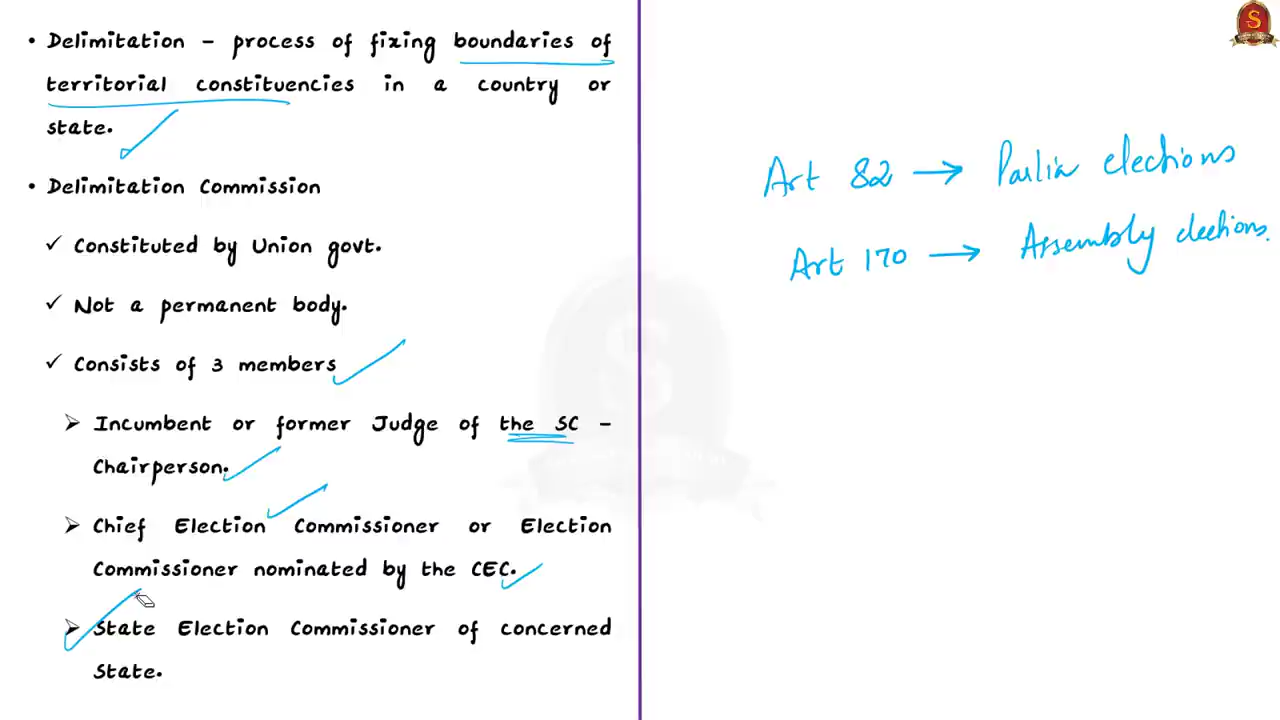 • Delimitation – process of fixing boundaries of
territorial constituencies in a country or
state.
• Delimitation Commission
✓ Constituted by Union govt.
✓ Not a permanent body.
✓ Consists of 3 members
➢ Incumbent or former Judge of the SC –
Chairperson.
➢ Chief Election Commissioner or Election
Commissioner nominated by the CEC.
➢ State Election Commissioner of concerned
State.
Art 82 → Parlia elections
Art 170 → Assembly elections.
S